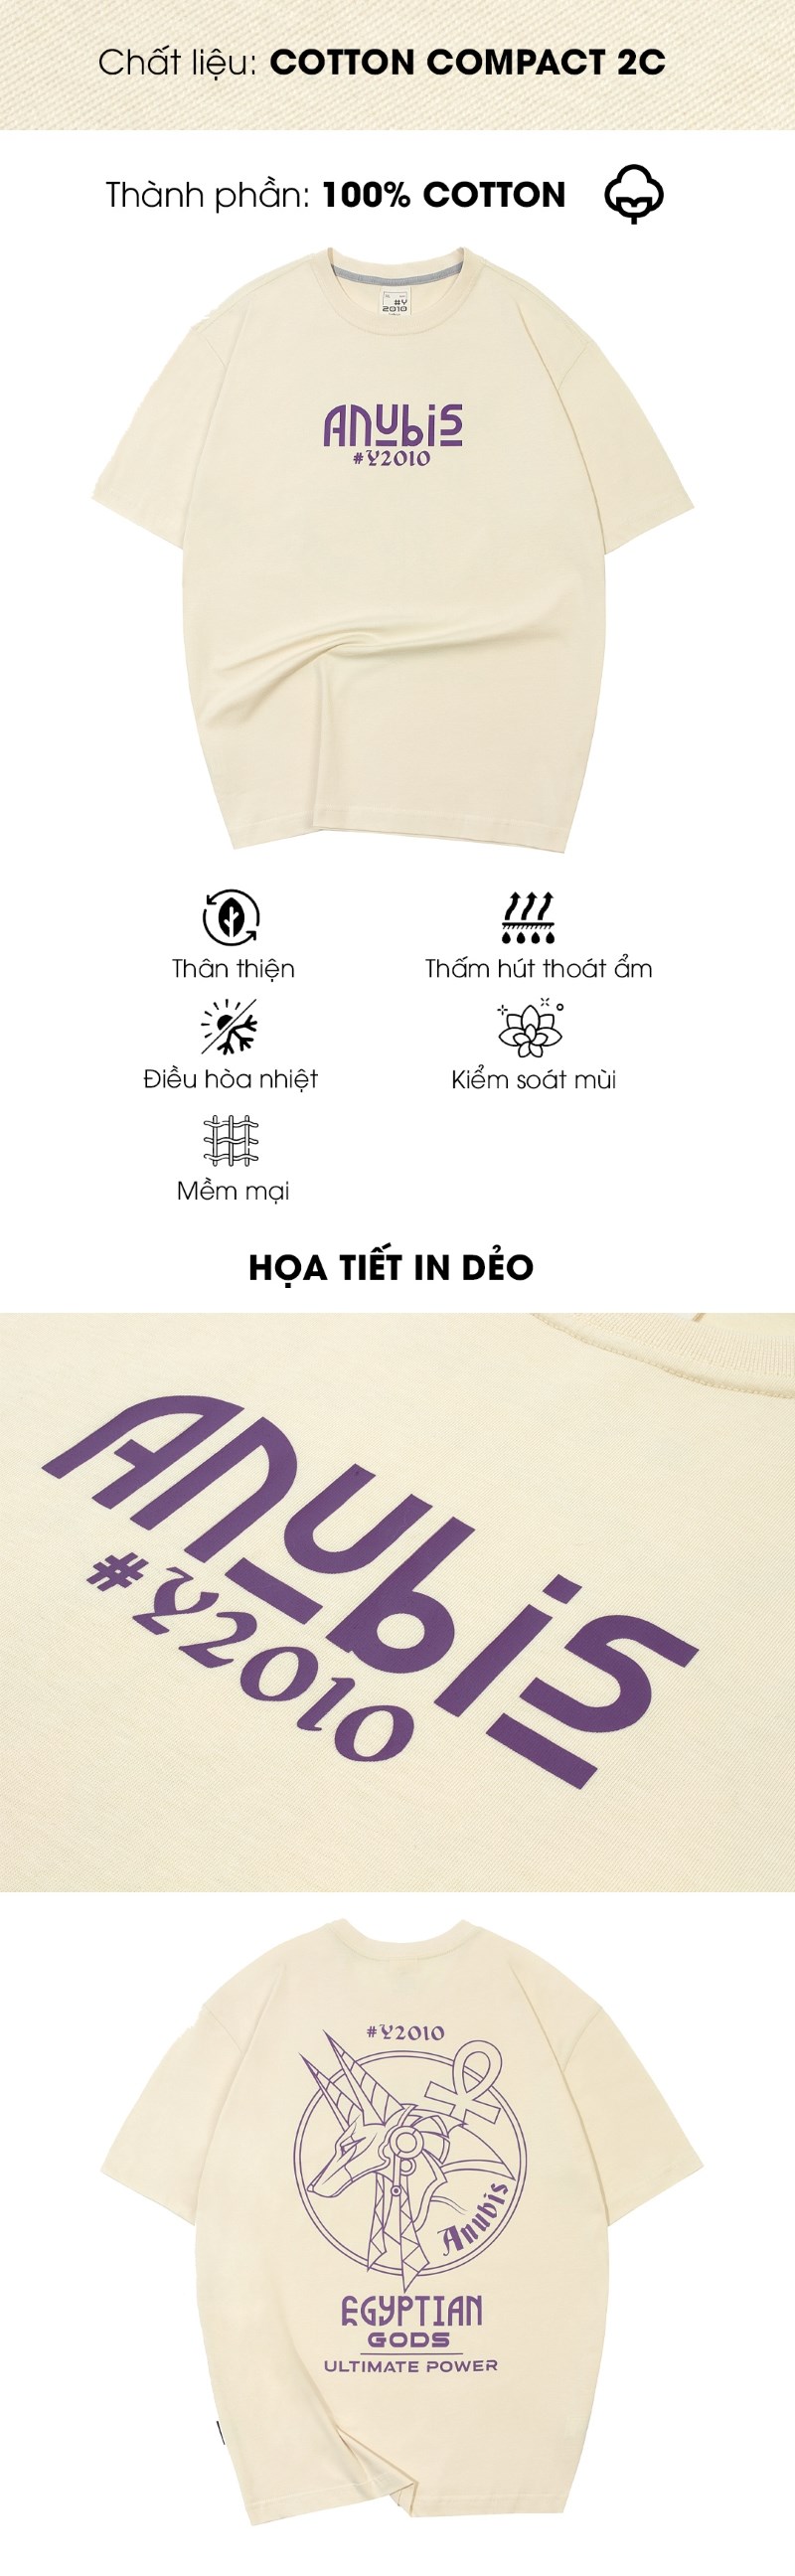 Chất liệu: COTTON COMPACT 2C
Thành phần: 100% COTTON
#Y
2010
Anubis
#Y2010
Thân thiện
Thấm hút thoát ẩm
Điều hòa nhiệt
Kiểm soát mùi
Mềm mại
HỌA TIẾT IN DẺO
Anubis
#Y2010
#Y2010
Anubis
EGYPTIAN
GODS
ULTIMATE POWER